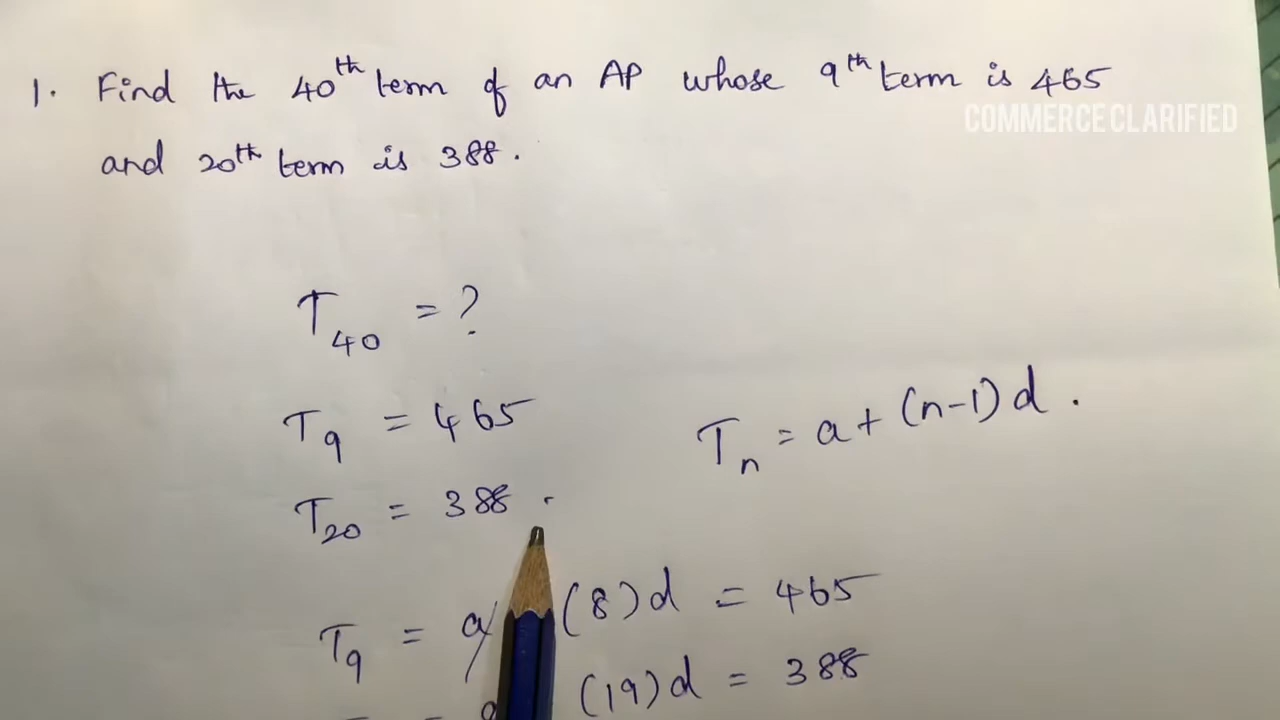 1. Find the 40th term of an AP whose 9th term is 465
COMMERCE CLARIFIED
and 20th term is 388.
T40 = ?
T9 = 465
Tn = a + (n-1)d.
T20 = 388.
T9 = a (8)d = 465
(19)d = 388